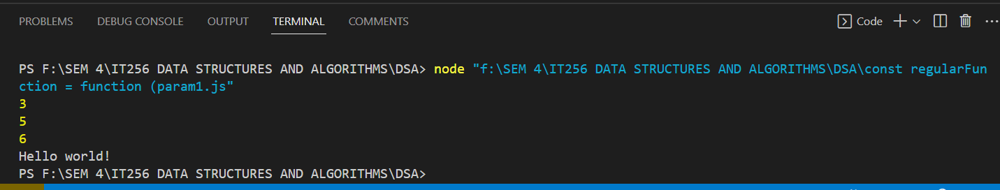 PROBLEMS DEBUG CONSOLE OUTPUT TERMINAL COMMENTS Code
PS F:\SEM 4\IT256 DATA STRUCTURES AND ALGORITHMS\DSA> node "f:\SEM 4\IT256 DATA STRUCTURES AND ALGORITHMS\DSA\const regularFun
ction = function (param1.js"
3
5
6
Hello world!
PS F:\SEM 4\IT256 DATA STRUCTURES AND ALGORITHMS\DSA>